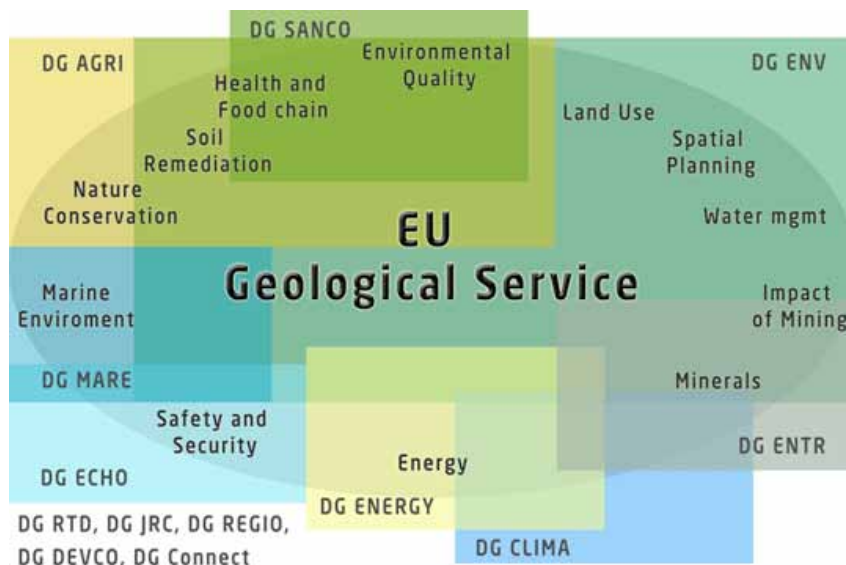 DG SANCO
DG AGRI
Environmental
Quality
DG ENV
Health and
Food chain
Land Use
Soil
Remediation
Spatial
Planning
Nature
Conservation
Water mgmt
EU
Geological Service
Marine
Enviroment
Impact
of Mining
DG MARE
Minerals
Safety and
Security
DG ENTR
Energy
DG ECHO
DG ENERGY
DG RTD, DG JRC, DG REGIO,
DG DEVCO, DG Connect
DG CLIMA